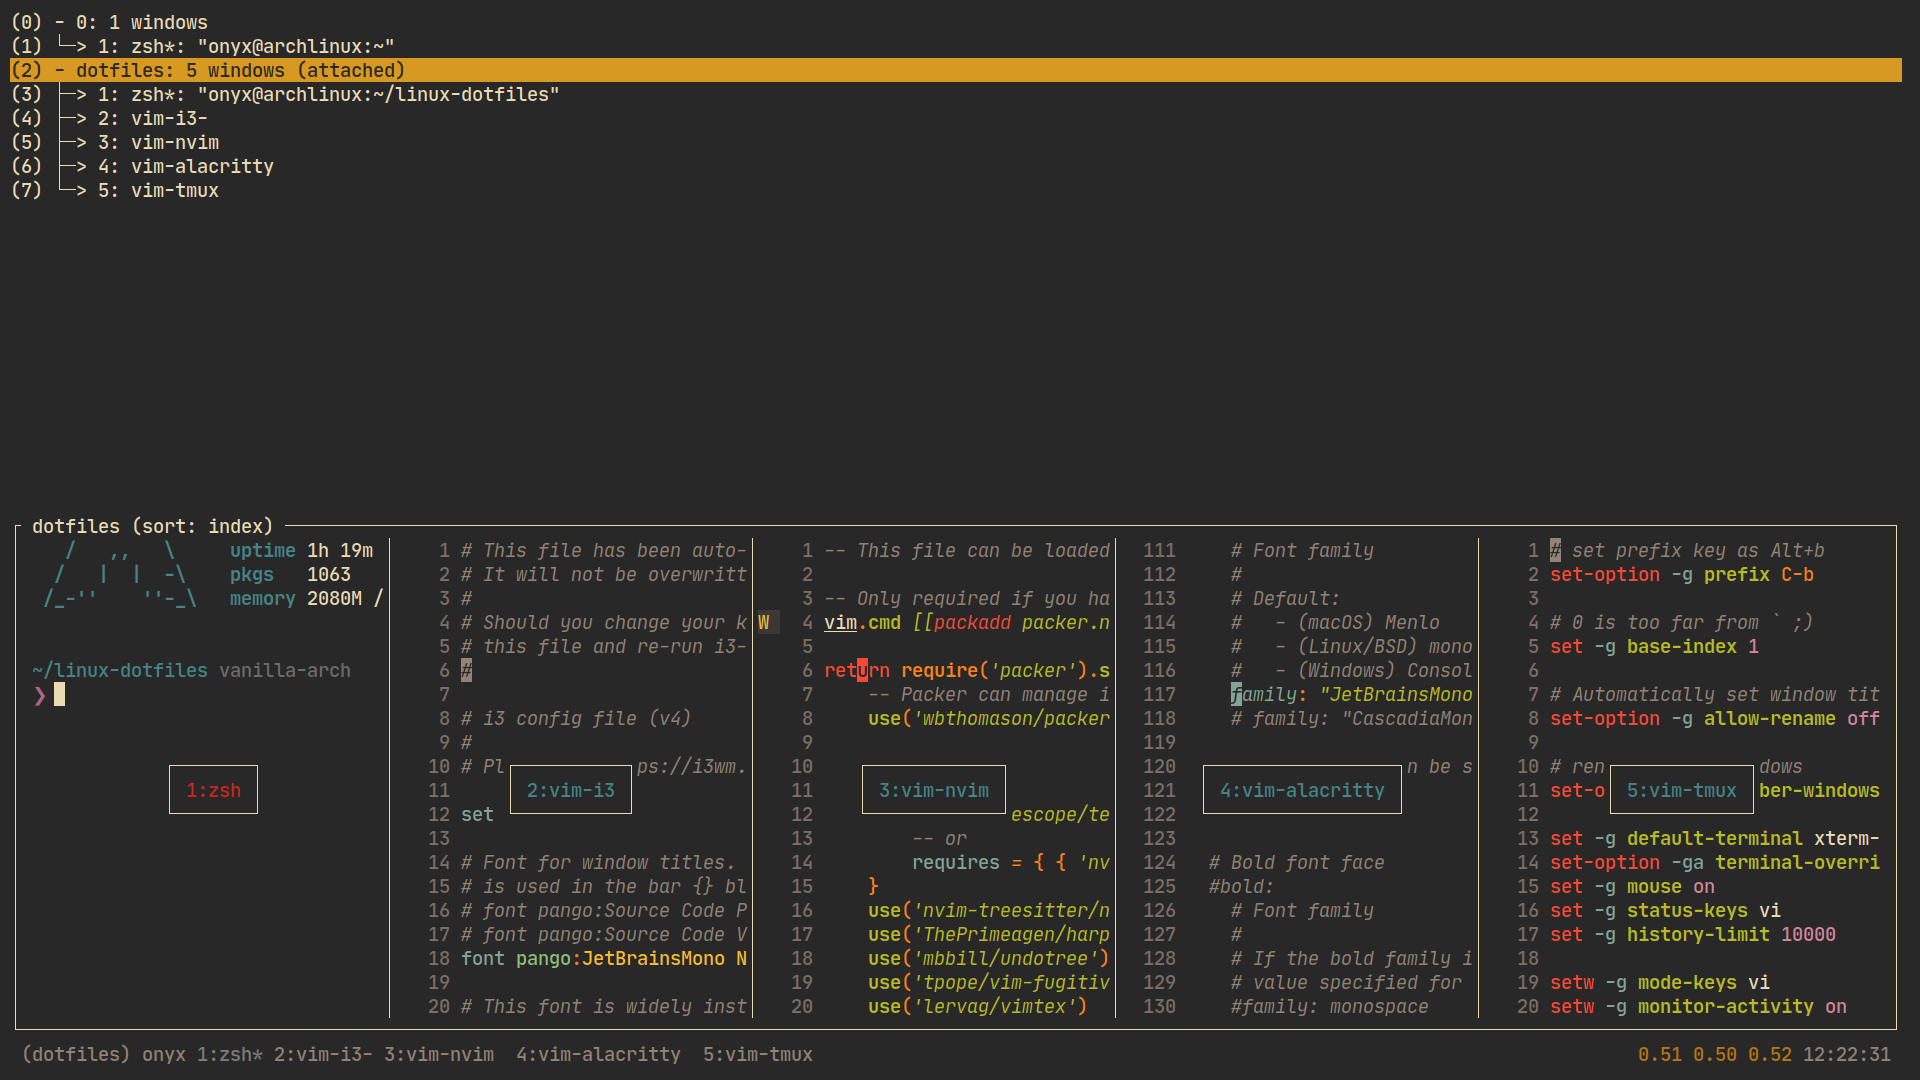 (0) - 0: 1 windows
(1) └─> 1: zsh*: "onyx@archlinux:~"
(2) - dotfiles: 5 windows (attached)
(3) ├─> 1: zsh*: "onyx@archlinux:~/linux-dotfiles"
(4) ├─> 2: vim-i3-
(5) ├─> 3: vim-nvim
(6) ├─> 4: vim-alacritty
(7) └─> 5: vim-tmux
dotfiles (sort: index)
/ ,, \ uptime 1h 19m
/ | | -\ pkgs 1063
/_-'' ''-_\ memory 2080M /
~/linux-dotfiles vanilla-arch
❯
1:zsh
1 # This file has been auto-
2 # It will not be overwritt
3 #
4 # Should you change your k
5 # this file and re-run i3-
6 #
7
8 # i3 config file (v4)
9 #
10 # Pl ps://i3wm.
11 2:vim-i3
12 set
13
14 # Font for window titles.
15 # is used in the bar {} bl
16 # font pango:Source Code P
17 # font pango:Source Code V
18 font pango:JetBrainsMono N
19
20 # This font is widely inst
1 -- This file can be loaded
2
3 -- Only required if you ha
W 4 vim.cmd [[packadd packer.n
5
6 return require('packer').s
7 -- Packer can manage i
8 use('wbthomason/packer
9
10
11 3:vim-nvim
12 escope/te
13 -- or
14 requires = { { 'nv
15 }
16 use('nvim-treesitter/n
17 use('ThePrimeagen/harp
18 use('mbbill/undotree')
19 use('tpope/vim-fugitiv
20 use('lervag/vimtex')
111 # Font family
112 #
113 # Default:
114 # - (macOS) Menlo
115 # - (Linux/BSD) mono
116 # - (Windows) Consol
117 family: "JetBrainsMono
118 # family: "CascadiaMon
119
120 n be s
121 4:vim-alacritty
122
123
124 # Bold font face
125 #bold:
126 # Font family
127 #
128 # If the bold family i
129 # value specified for
130 #family: monospace
1 # set prefix key as Alt+b
2 set-option -g prefix C-b
3
4 # 0 is too far from ` ;)
5 set -g base-index 1
6
7 # Automatically set window tit
8 set-option -g allow-rename off
9
10 # ren dows
11 set-o 5:vim-tmux ber-windows
12
13 set -g default-terminal xterm-
14 set-option -ga terminal-overri
15 set -g mouse on
16 set -g status-keys vi
17 set -g history-limit 10000
18
19 setw -g mode-keys vi
20 setw -g monitor-activity on
(dotfiles) onyx 1:zsh* 2:vim-i3- 3:vim-nvim 4:vim-alacritty 5:vim-tmux 0.51 0.50 0.52 12:22:31